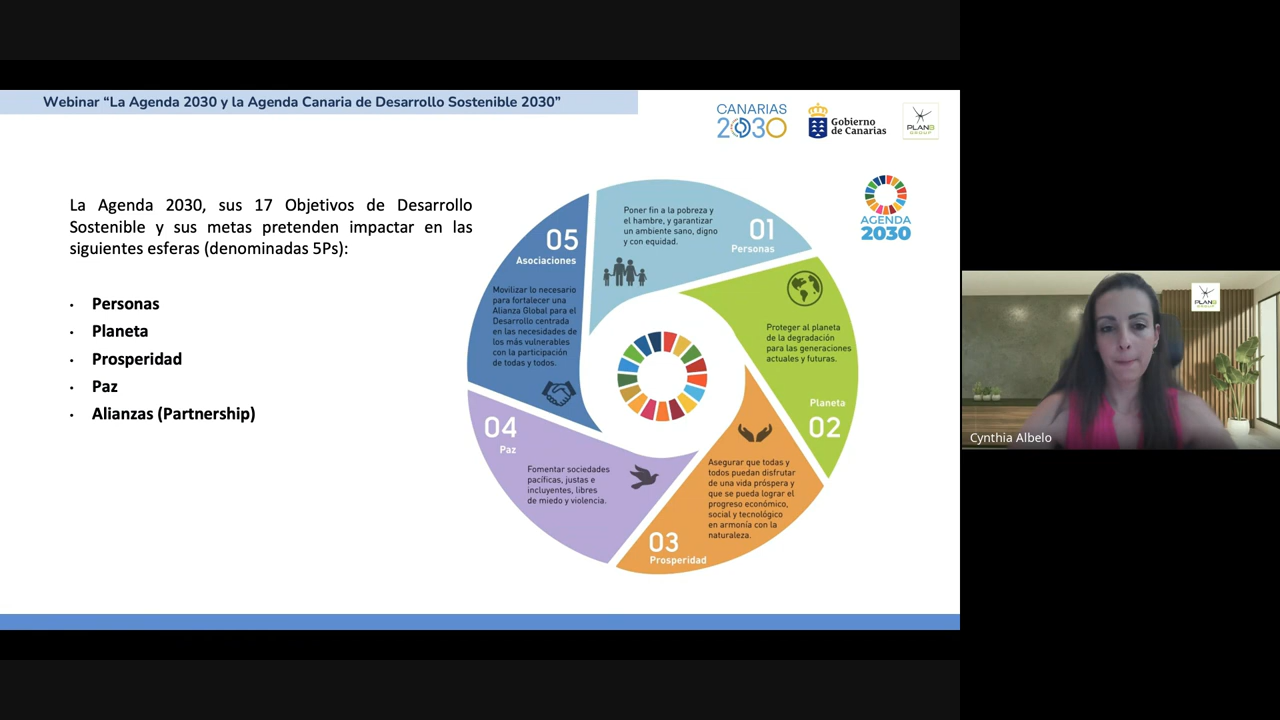 Webinar “La Agenda 2030 y la Agenda Canaria de Desarrollo Sostenible 2030”
CANARIAS
2030
Gobierno
de Canarias
PLANB
GROUP
AGENDA
2030
La Agenda 2030, sus 17 Objetivos de Desarrollo
Sostenible y sus metas pretenden impactar en las
siguientes esferas (denominadas 5Ps):
• Personas
• Planeta
• Prosperidad
• Paz
• Alianzas (Partnership)
Poner fin a la pobreza y
el hambre, y garantizar
un ambiente sano, digno
y con equidad.
01
Personas
Proteger al planeta
de la degradación
para las generaciones
actuales y futuras.
Planeta
02
Asegurar que todas y
todos puedan disfrutar
de una vida próspera y
que se pueda lograr el
progreso económico,
social y tecnológico
en armonía con la
naturaleza.
03
Prosperidad
04
Paz
Fomentar sociedades
pacíficas, justas e
incluyentes, libres
de miedo y violencia.
05
Asociaciones
Movilizar lo necesario
para fortalecer una
Alianza Global para el
Desarrollo centrada
en las necesidades de
los más vulnerables
con la participación
de todas y todos.
PLANB
GROUP
Cynthia Albelo